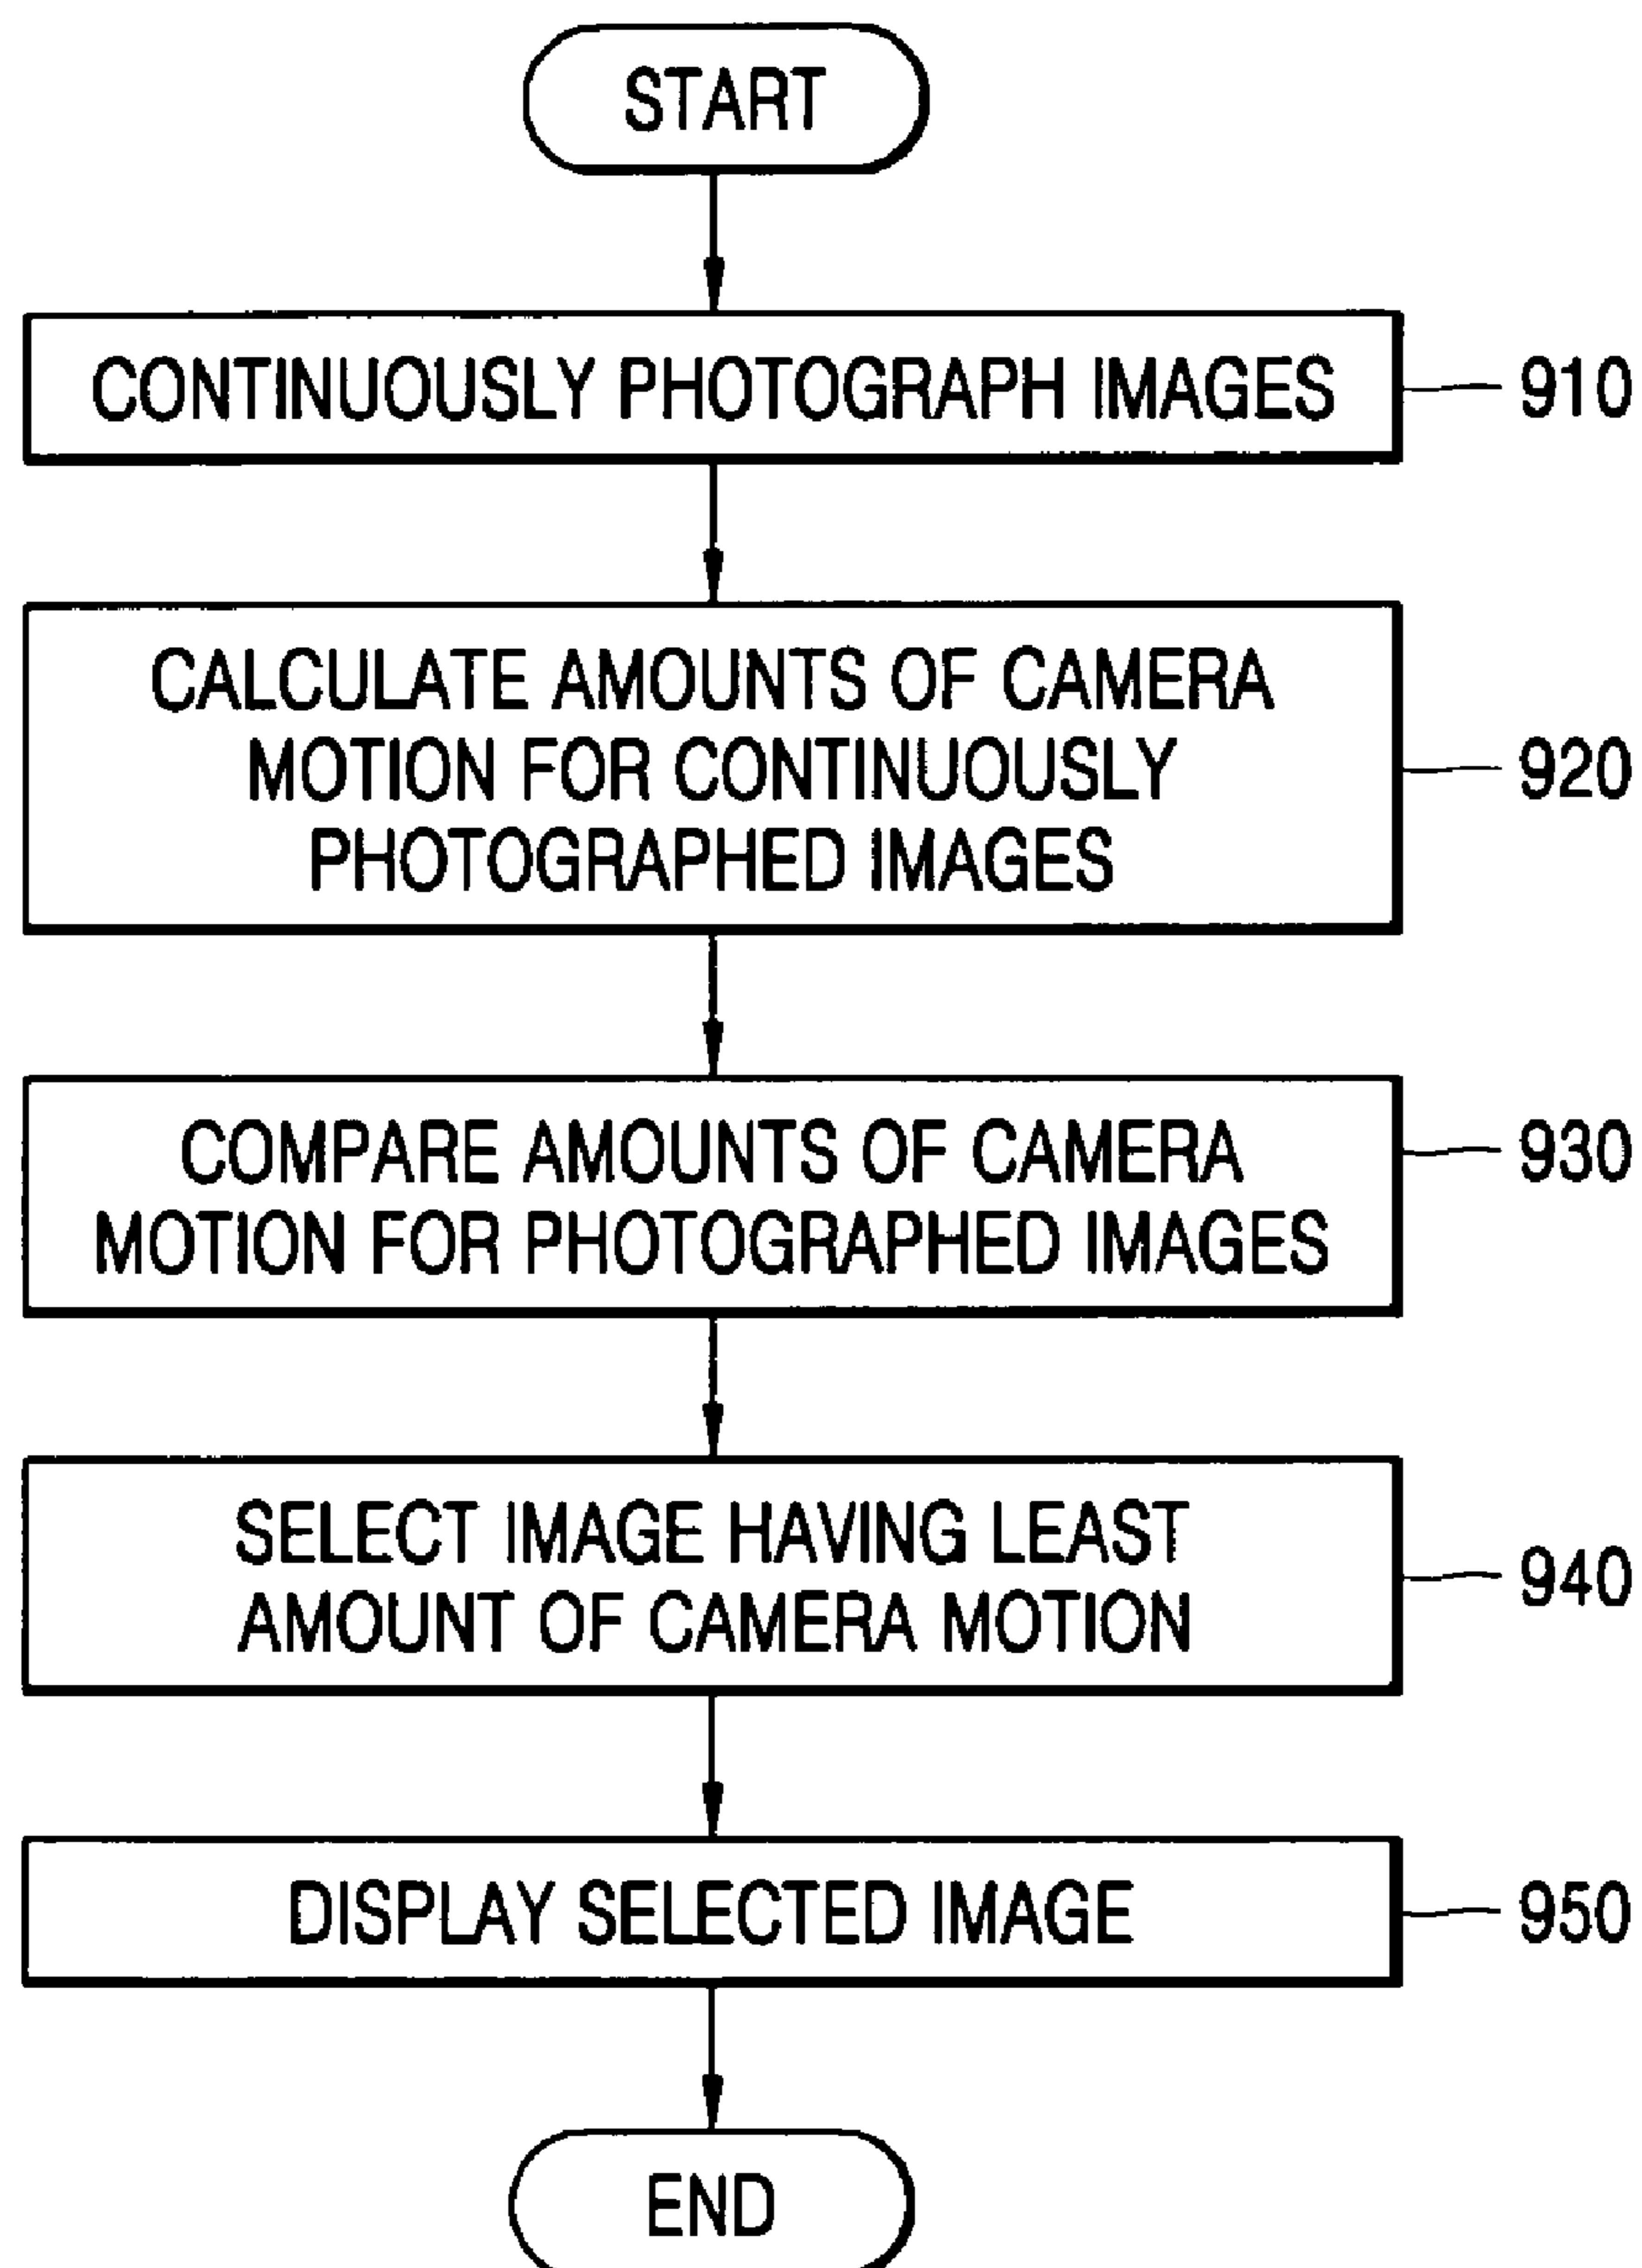 START
CONTINUOUSLY PHOTOGRAPH IMAGES
910
CALCULATE AMOUNTS OF CAMERA
MOTION FOR CONTINUOUSLY
PHOTOGRAPHED IMAGES
920
COMPARE AMOUNTS OF CAMERA
MOTION FOR PHOTOGRAPHED IMAGES
930
SELECT IMAGE HAVING LEAST
AMOUNT OF CAMERA MOTION
940
DISPLAY SELECTED IMAGE
950
END